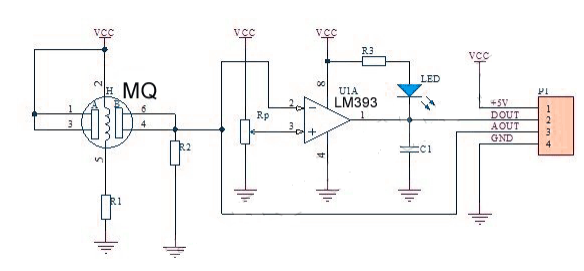 VCC
VCC
VCC
VCC
R3
LED
2
H
MQ
8
U1A
LM393
P1
1
A
B
6
2
−
+5V
1
3
4
Rp
3
+
1
DOUT
2
AOUT
3
GND
4
R2
C1
5
4
R1